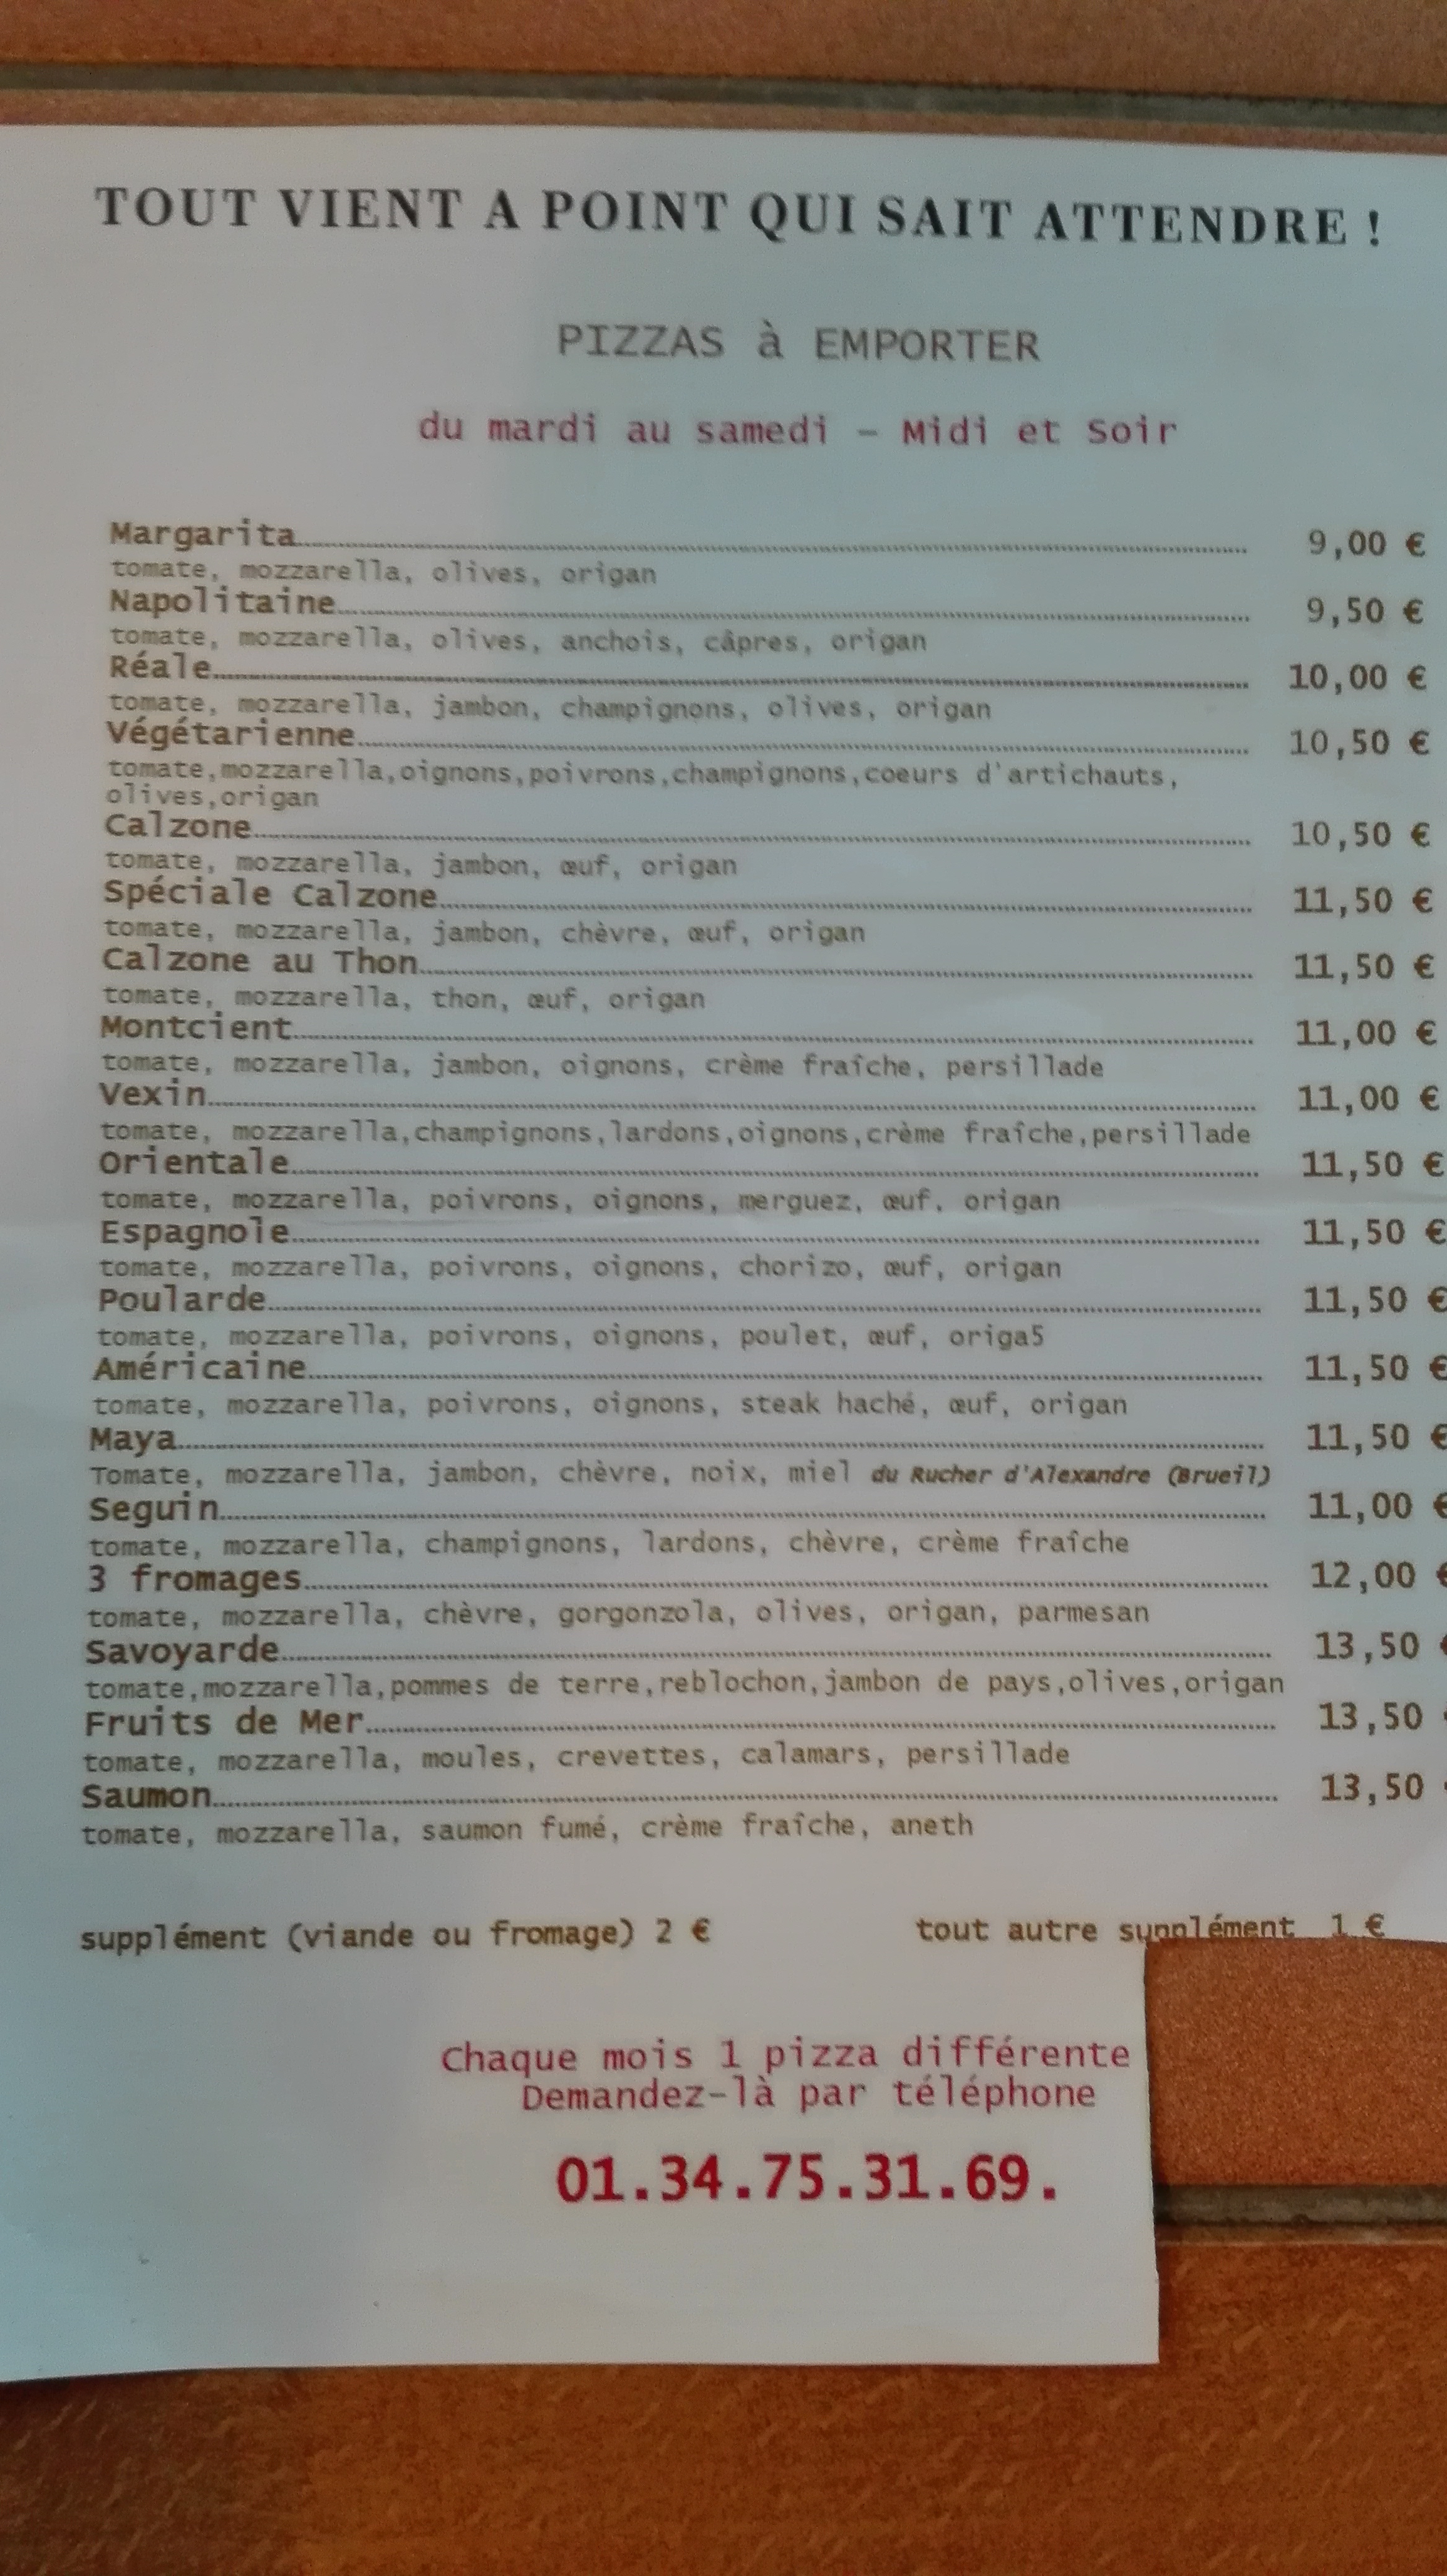 TOUT VIENT A POINT QUI SAIT ATTENDRE !
PIZZAS à EMPORTER
du mardi au samedi – Midi et Soir
Margarita 9,00 €
tomate, mozzarella, olives, origan
Napolitaine 9,50 €
tomate, mozzarella, olives, anchois, câpres, origan
Réale 10,00 €
tomate, mozzarella, jambon, champignons, olives, origan
Végétarienne 10,50 €
tomate,mozzarella,oignons,poivrons,champignons,coeurs d'artichauts,
olives,origan
Calzone 10,50 €
tomate, mozzarella, jambon, œuf, origan
Spéciale Calzone 11,50 €
tomate, mozzarella, jambon, chèvre, œuf, origan
Calzone au Thon 11,50 €
tomate, mozzarella, thon, œuf, origan
Montcient 11,00 €
tomate, mozzarella, jambon, oignons, crème fraîche, persillade
Vexin 11,00 €
tomate, mozzarella,champignons,lardons,oignons,crème fraîche,persillade
Orientale 11,50 €
tomate, mozzarella, poivrons, oignons, merguez, œuf, origan
Espagnole 11,50 €
tomate, mozzarella, poivrons, oignons, chorizo, œuf, origan
Poularde 11,50 €
tomate, mozzarella, poivrons, oignons, poulet, œuf, origa5
Américaine 11,50 €
tomate, mozzarella, poivrons, oignons, steak haché, œuf, origan
Maya 11,50 €
Tomate, mozzarella, jambon, chèvre, noix, miel du Rucher d'Alexandre (Brueil)
Seguin 11,00 €
tomate, mozzarella, champignons, lardons, chèvre, crème fraîche
3 fromages 12,00 €
tomate, mozzarella, chèvre, gorgonzola, olives, origan, parmesan
Savoyarde 13,50 €
tomate,mozzarella,pommes de terre,reblochon,jambon de pays,olives,origan
Fruits de Mer 13,50
tomate, mozzarella, moules, crevettes, calamars, persillade
Saumon 13,50
tomate, mozzarella, saumon fumé, crème fraîche, aneth
supplément (viande ou fromage) 2 € tout autre supplément 1 €
Chaque mois 1 pizza différente
Demandez-là par téléphone
01.34.75.31.69.